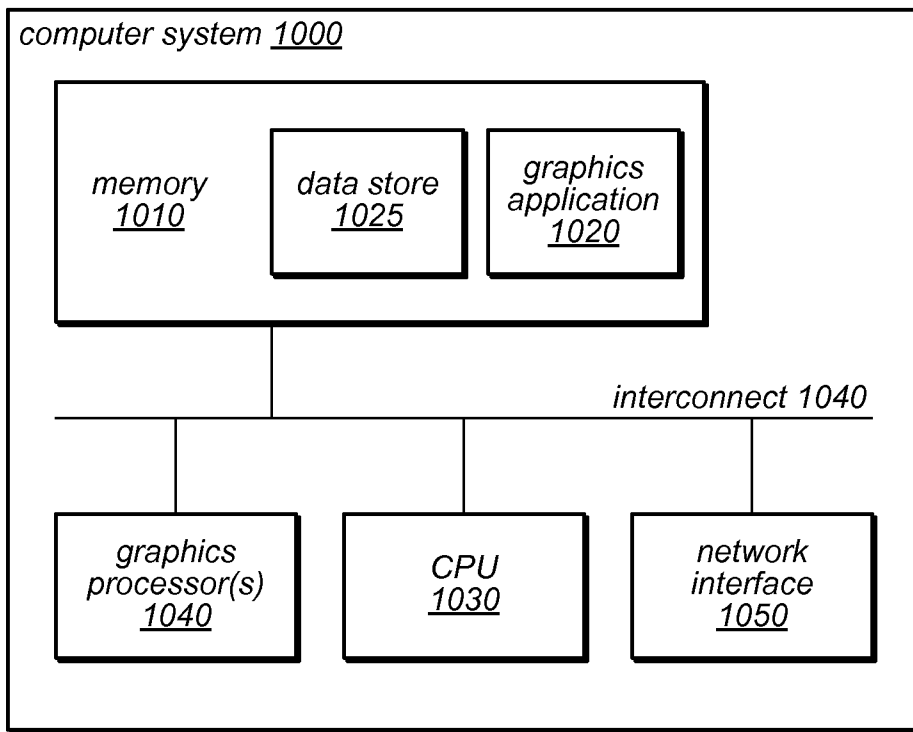 computer system 1000
memory
1010
data store
1025
graphics
application
1020
interconnect 1040
graphics
processor(s)
1040
CPU
1030
network
interface
1050